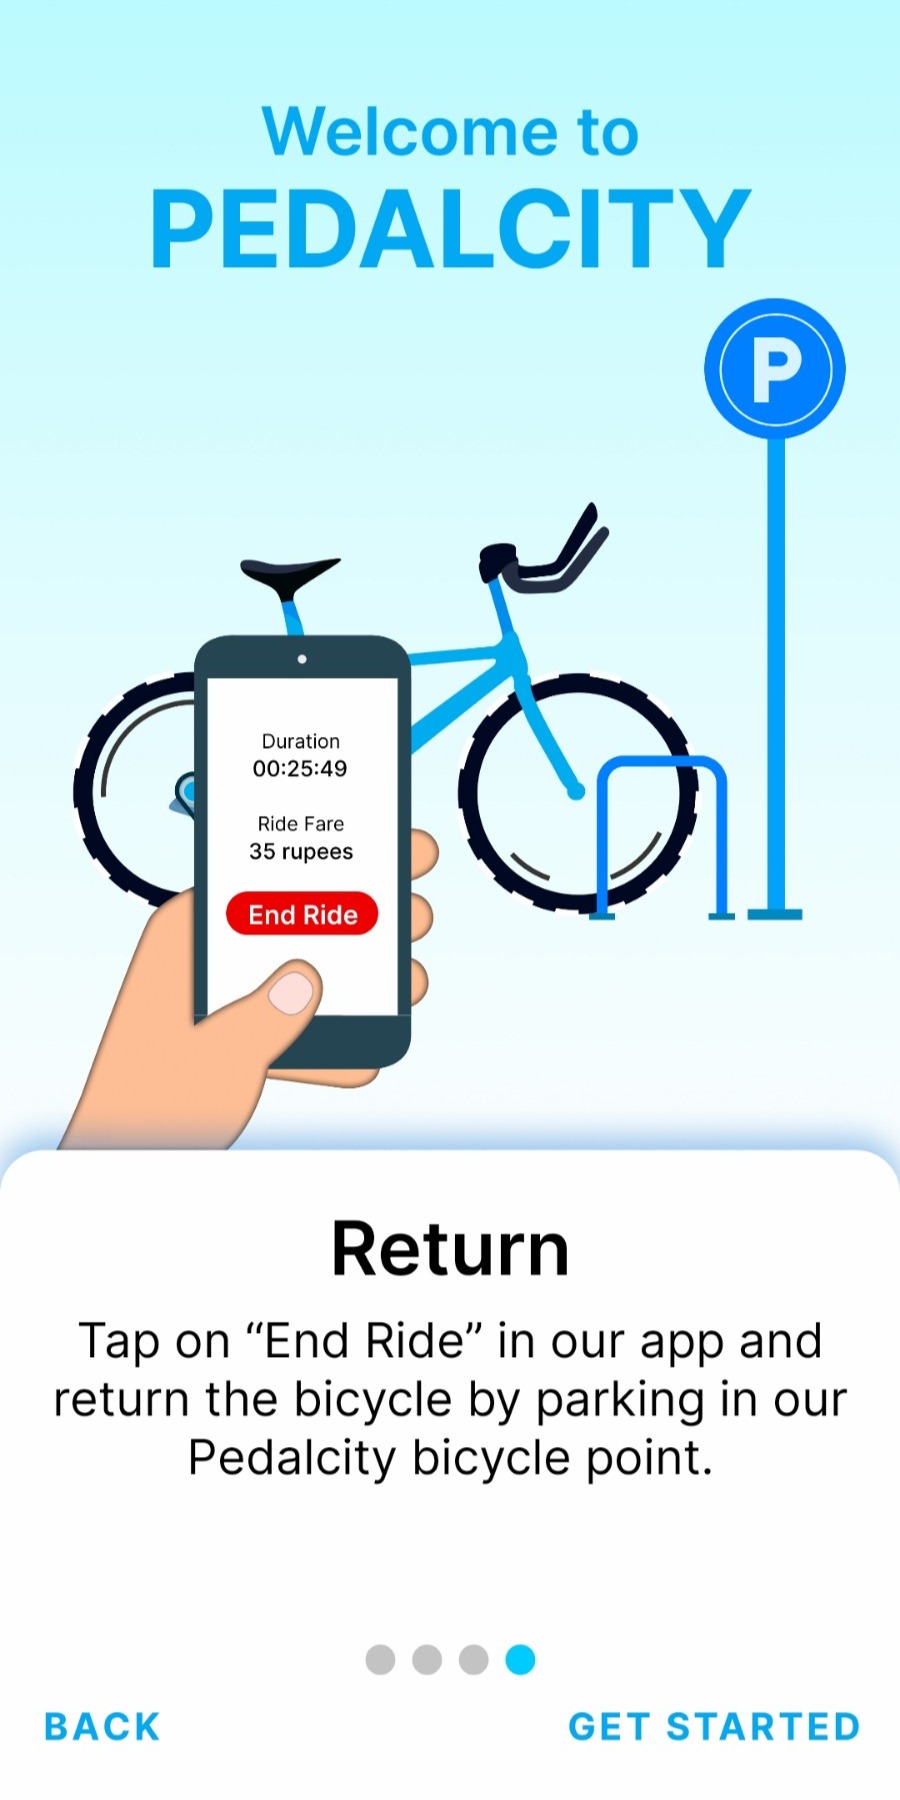 Welcome to
PEDALCITY
P
Duration
00:25:49
Ride Fare
35 rupees
End Ride
Return
Tap on “End Ride” in our app and
return the bicycle by parking in our
Pedalcity bicycle point.
BACK
GET STARTED